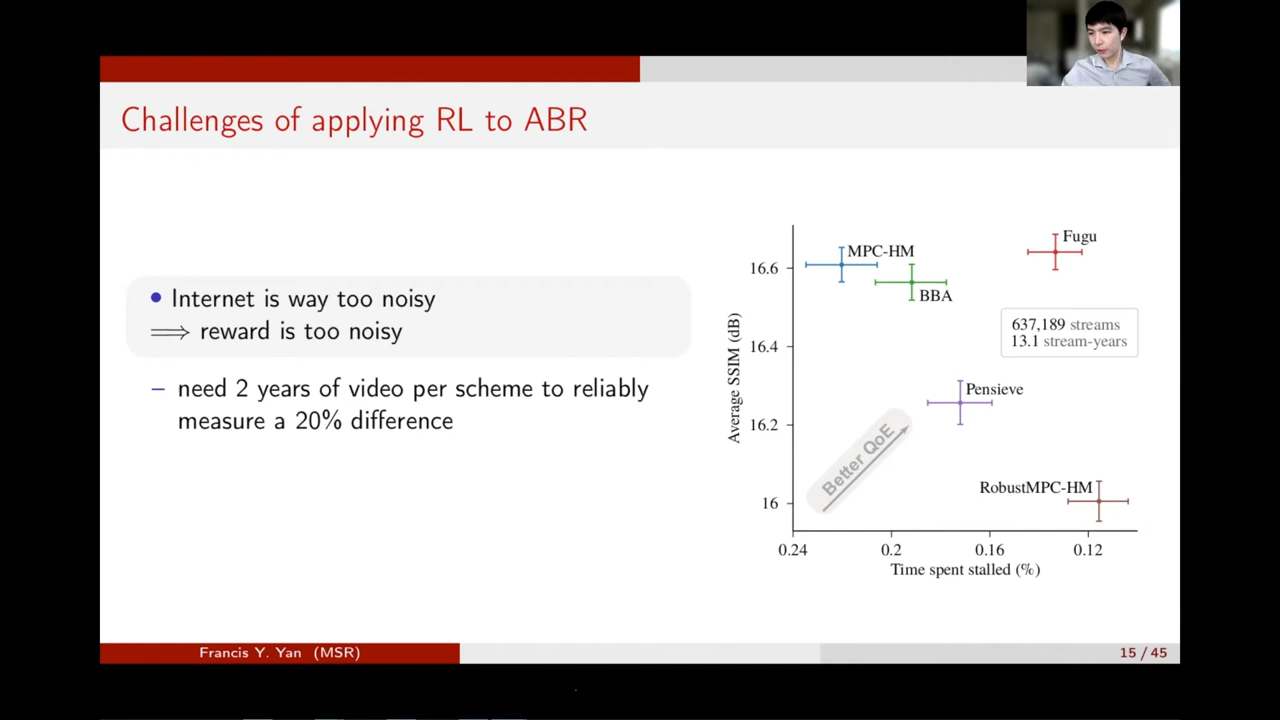 Challenges of applying RL to ABR
• Internet is way too noisy
⟹ reward is too noisy
– need 2 years of video per scheme to reliably
measure a 20% difference
Average SSIM (dB)
16.6
16.4
16.2
16
MPC-HM
BBA
Fugu
637,189 streams
13.1 stream-years
Pensieve
Better QoE
RobustMPC-HM
0.24
0.2
0.16
0.12
Time spent stalled (%)
Francis Y. Yan (MSR)
15 / 45